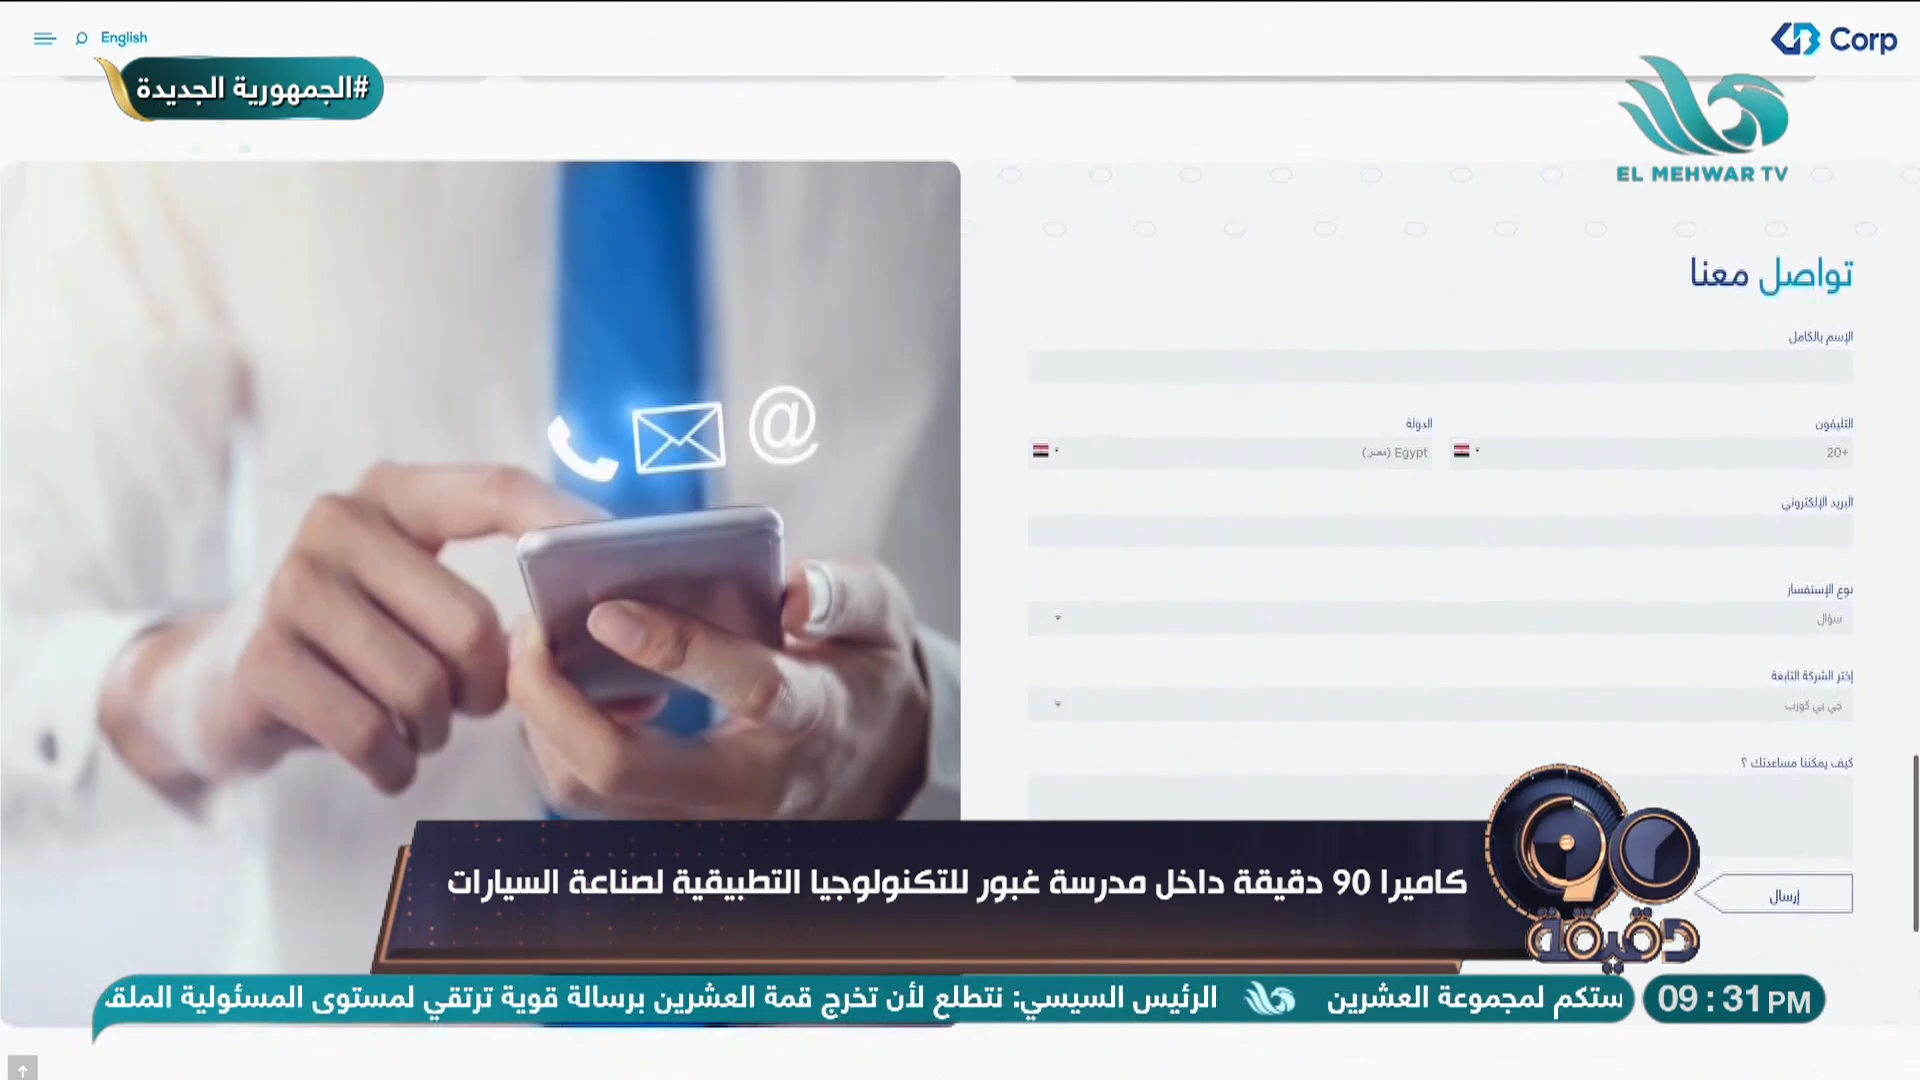 English
Corp
#الجمهورية الجديدة
EL MEHWAR TV
تواصل معنا
الإسم بالكامل
التليفون
الدولة
+20
Egypt (مصر)
البريد الإلكتروني
نوع الإستفسار
سؤال
إختر الشركة التابعة
جي بي كورب
كيف يمكننا مساعدتك ؟
كاميرا 90 دقيقة داخل مدرسة غبور للتكنولوجيا التطبيقية لصناعة السيارات
90
دقيقة
إرسال
ستكم لمجموعة العشرين
الرئيس السيسي: نتطلع لأن تخرج قمة العشرين برسالة قوية ترتقي لمستوى المسئولية الملق
09:31 PM